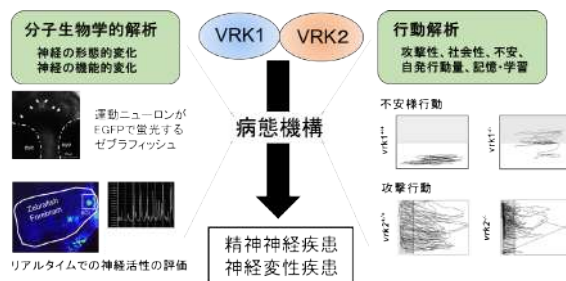 分子生物学的解析
神経の形態的変化
神経の機能的変化
VRK1
VRK2
行動解析
攻撃性、社会性、不安、
自発行動量、記憶・学習
運動ニューロンが
EGFPで蛍光する
ゼブラフィッシュ
病態機構
不安様行動
vrk1+/+
vrk1-/-
Zebrafish
Forebrain
リアルタイムでの神経活性の評価
攻撃行動
vrk2+/+
vrk2-/-
精神神経疾患
神経変性疾患